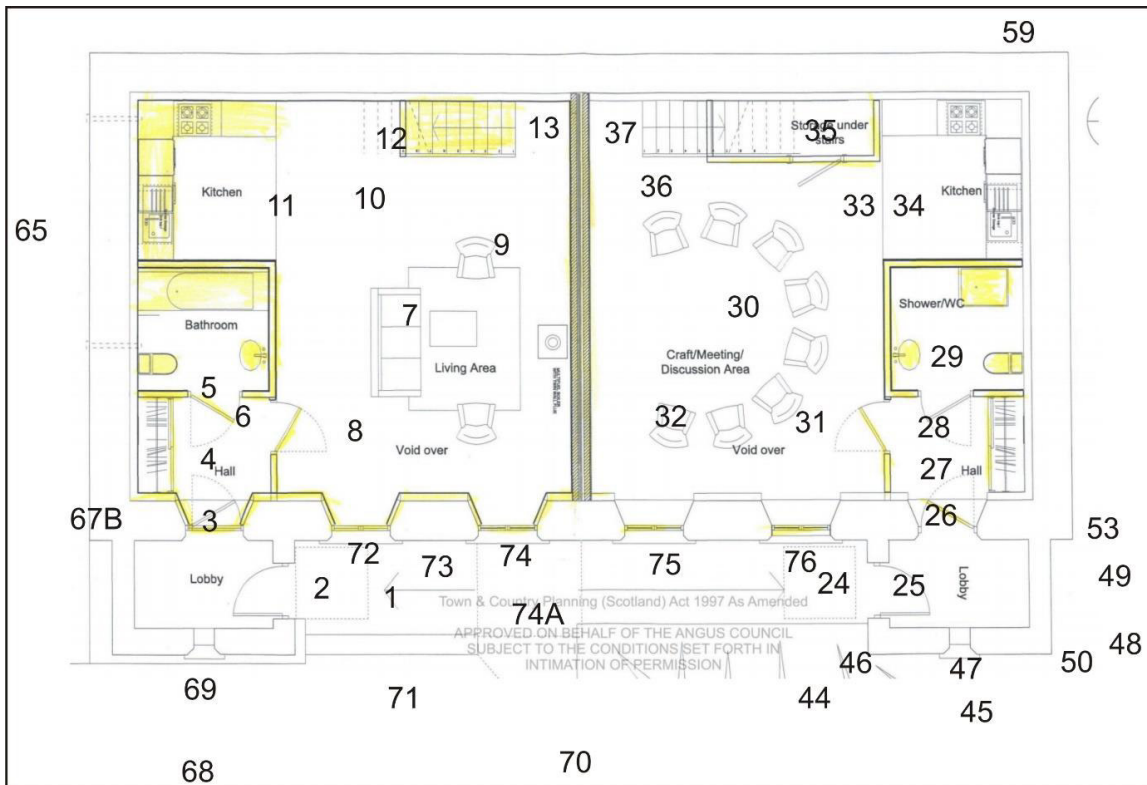 59
12
13
37
Storage under
35
stairs
Kitchen
11
10
36
33
34
Kitchen
65
9
7
30
Shower/WC
Bathroom
Living Area
Craft/Meeting/
Discussion Area
29
5
6
8
32
31
28
4
Hall
Void over
Void over
27
Hall
67B
3
26
53
72
73
74
75
76
Lobby
2
1
24
25
Lobby
49
Town & Country Planning (Scotland) Act 1997 As Amended
74A
APPROVED ON BEHALF OF THE ANGUS COUNCIL
SUBJECT TO THE CONDITIONS SET FORTH IN
INTIMATION OF PERMISSION
46
47
50
48
69
71
44
45
68
70